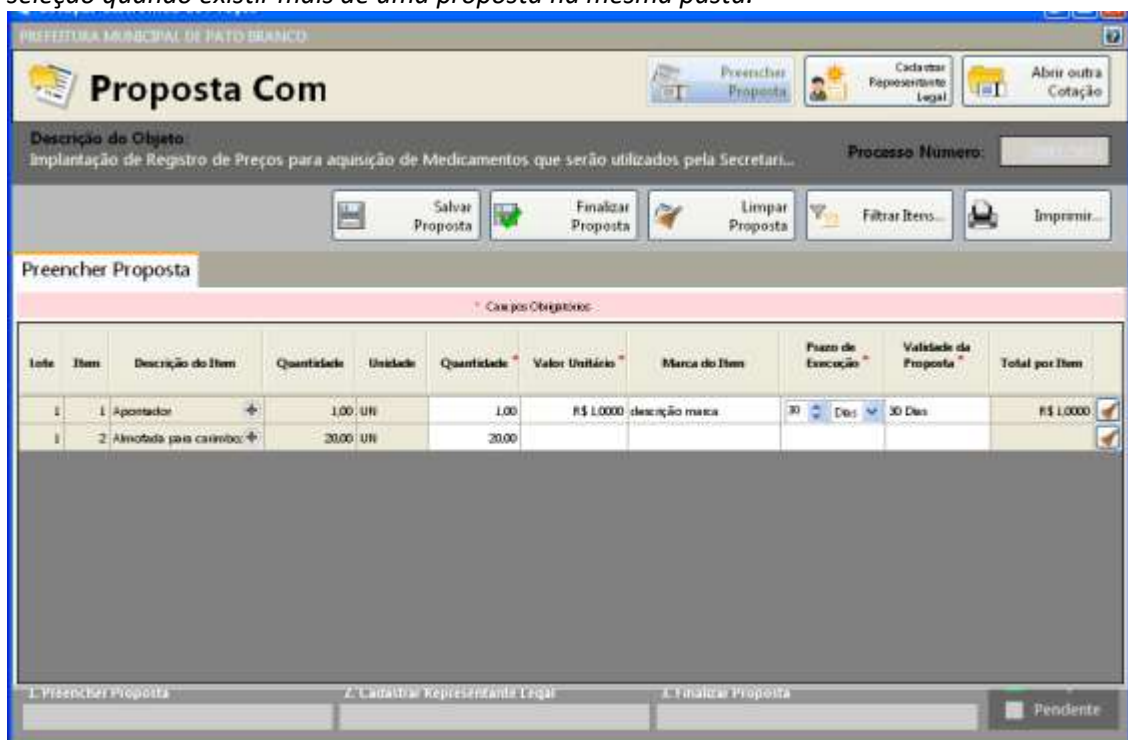 seleção quando existir mais de uma proposta na mesma pasta.
PREFEITURA MUNICIPAL DE PATO BRANCO
Proposta Com
Preencher Proposta
Cadastrar Representante Legal
Abrir outra Cotação
Descrição do Objeto:
Implantação de Registro de Preços para aquisição de Medicamentos que serão utilizados pela Secretari...
Processo Número:
Salvar Proposta
Finalizar Proposta
Limpar Proposta
Filtrar Itens...
Imprimir...
Preencher Proposta
* Campos Obrigatórios
Lote Item Descrição do Item Quantidade Unidade Quantidade * Valor Unitário * Marca do Item Prazo de Execução * Validade da Proposta * Total por Item
1 1 Apontador 1,00 UN 1,00 R$ 1,0000 descrição marca 30 Dias 30 Dias R$ 1,0000
1 2 Almofada para carimbo: 20,00 UN 20,00
1. Preencher Proposta 2. Cadastrar Representante Legal 3. Finalizar Proposta
Pendente